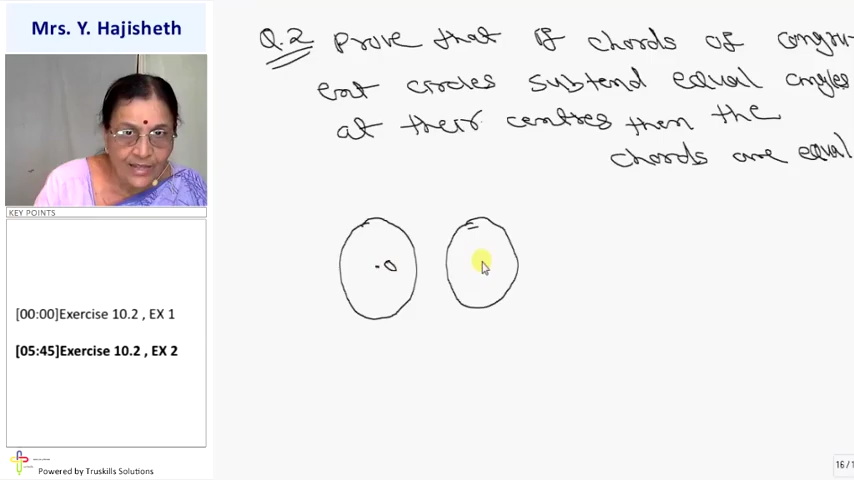 Mrs. Y. Hajisheth
KEY POINTS
[00:00]Exercise 10.2 , EX 1
[05:45]Exercise 10.2 , EX 2
Powered by Truskills Solutions
Q.2 Prove that If chords of congru-
ent circles subtend equal angles
at their centres then the
chords are equal
O
16/1